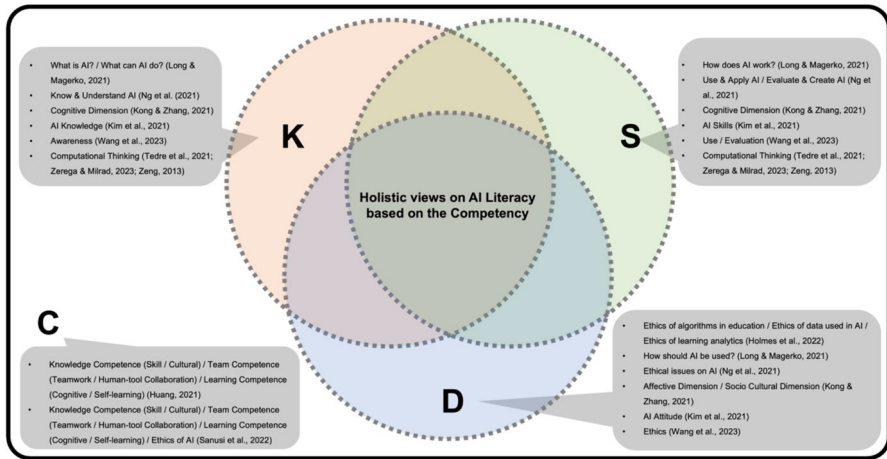 • What is AI? / What can AI do? (Long &
Magerko, 2021)
• Know & Understand AI (Ng et al. (2021)
• Cognitive Dimension (Kong & Zhang, 2021)
• AI Knowledge (Kim et al., 2021)
• Awareness (Wang et al., 2023)
• Computational Thinking (Tedre et al., 2021;
Zerega & Milrad, 2023; Zeng, 2013)
K
S
• How does AI work? (Long & Magerko, 2021)
• Use & Apply AI / Evaluate & Create AI (Ng et
al., 2021)
• Cognitive Dimension (Kong & Zhang, 2021)
• AI Skills (Kim et al., 2021)
• Use / Evaluation (Wang et al., 2023)
• Computational Thinking (Tedre et al., 2021;
Zerega & Milrad, 2023; Zeng, 2013)
Holistic views on AI Literacy
based on the Competency
C
• Knowledge Competence (Skill / Cultural) / Team Competence
(Teamwork / Human-tool Collaboration) / Learning Competence
(Cognitive / Self-learning) (Huang, 2021)
• Knowledge Competence (Skill / Cultural) / Team Competence
(Teamwork / Human-tool Collaboration) / Learning Competence
(Cognitive / Self-learning) / Ethics of AI (Sanusi et al., 2022)
D
• Ethics of algorithms in education / Ethics of data used in AI /
Ethics of learning analytics (Holmes et al., 2022)
• How should AI be used? (Long & Magerko, 2021)
• Ethical issues on AI (Ng et al., 2021)
• Affective Dimension / Socio Cultural Dimension (Kong &
Zhang, 2021)
• AI Attitude (Kim et al., 2021)
• Ethics (Wang et al., 2023)